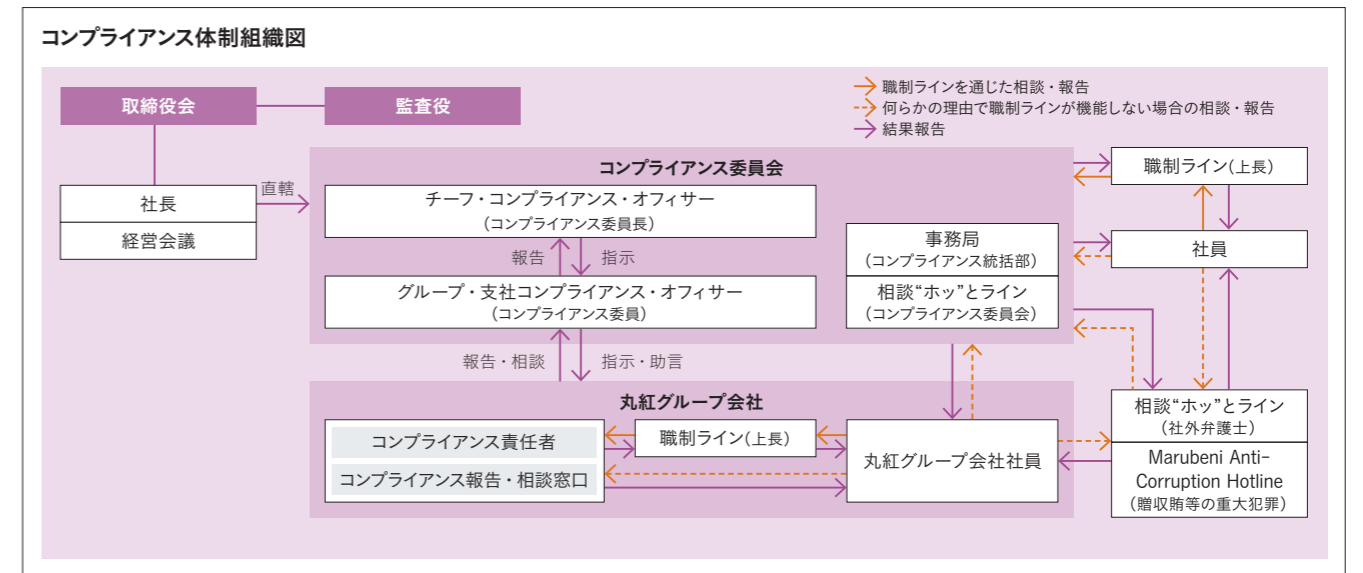 コンプライアンス体制組織図
取締役会
監査役
職制ラインを通じた相談・報告
何らかの理由で職制ラインが機能しない場合の相談・報告
結果報告
社長
経営会議
直轄
コンプライアンス委員会
チーフ・コンプライアンス・オフィサー
（コンプライアンス委員長）
報告
指示
グループ・支社コンプライアンス・オフィサー
（コンプライアンス委員）
事務局
（コンプライアンス統括部）
相談“ホッ”とライン
（コンプライアンス委員会）
職制ライン（上長）
社員
報告・相談
指示・助言
丸紅グループ会社
コンプライアンス責任者
コンプライアンス報告・相談窓口
職制ライン（上長）
丸紅グループ会社社員
相談“ホッ”とライン
（社外弁護士）
Marubeni Anti-
Corruption Hotline
（贈収賄等の重大犯罪）